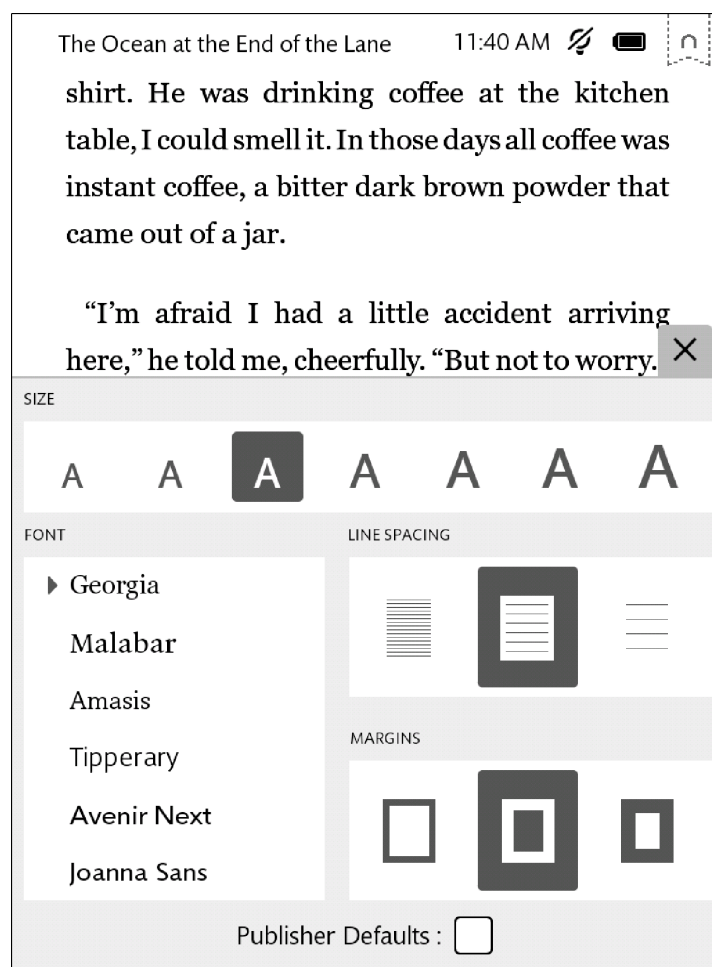 The Ocean at the End of the Lane 11:40 AM
shirt. He was drinking coffee at the kitchen
table, I could smell it. In those days all coffee was
instant coffee, a bitter dark brown powder that
came out of a jar.
“I’m afraid I had a little accident arriving
here,” he told me, cheerfully. “But not to worry.
SIZE
A A A A A A A
FONT
Georgia
Malabar
Amasis
Tipperary
Avenir Next
Joanna Sans
LINE SPACING
MARGINS
Publisher Defaults :